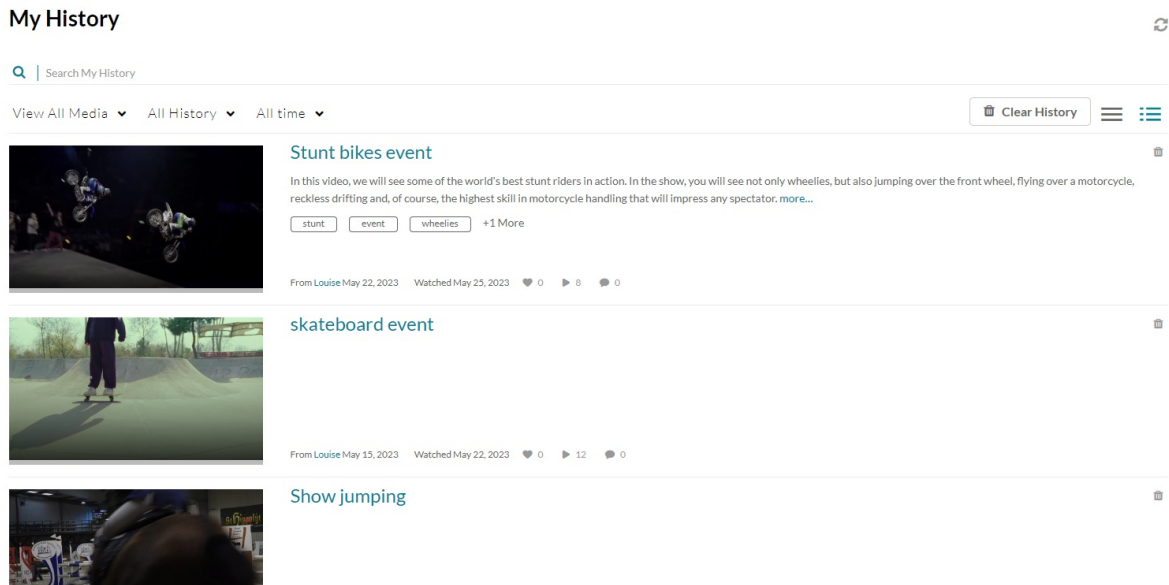 My History
Search My History
View All Media All History All time Clear History
Stunt bikes event
In this video, we will see some of the world's best stunt riders in action. In the show, you will see not only wheelies, but also jumping over the front wheel, flying over a motorcycle,
reckless drifting and, of course, the highest skill in motorcycle handling that will impress any spectator. more...
stunt event wheelies +1 More
From Louise May 22, 2023 Watched May 25, 2023 0 8 0
skateboard event
From Louise May 15, 2023 Watched May 22, 2023 0 12 0
Show jumping